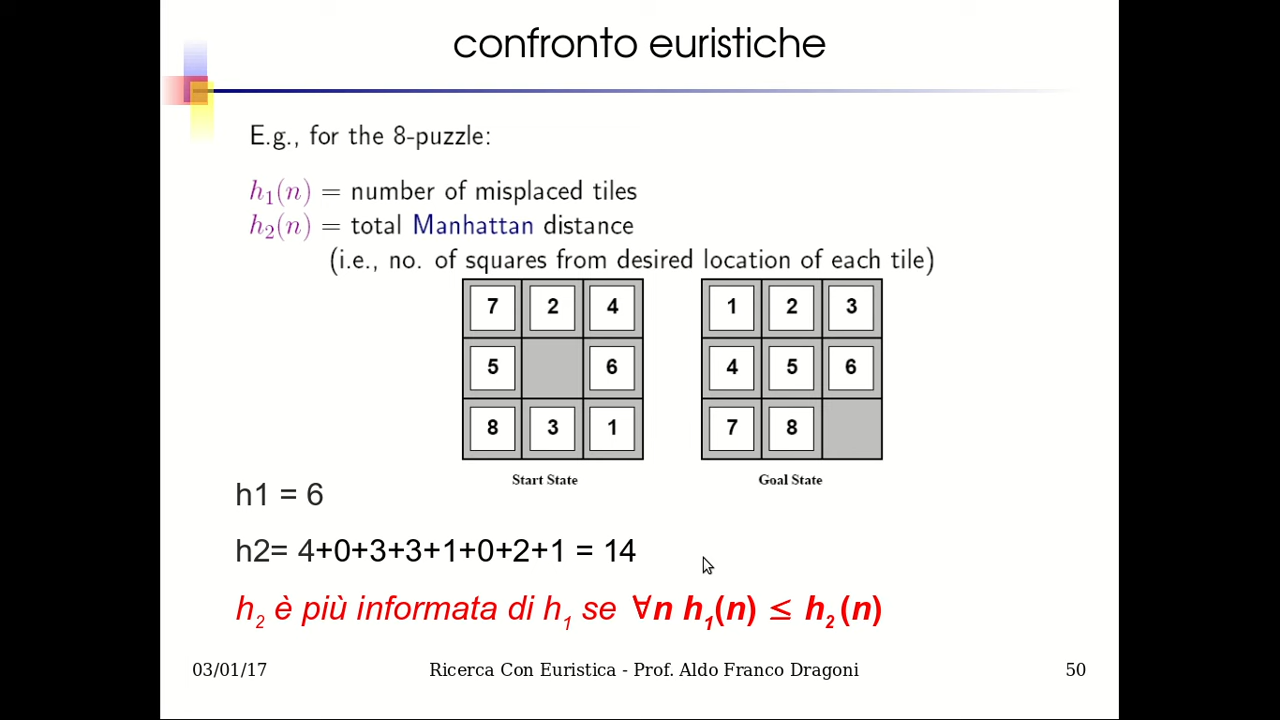 confronto euristiche
E.g., for the 8-puzzle:
h1(n) = number of misplaced tiles
h2(n) = total Manhattan distance
(i.e., no. of squares from desired location of each tile)
7 2 4 1 2 3
5 6 4 5 6
8 3 1 7 8
Start State Goal State
h1 = 6
h2= 4+0+3+3+1+0+2+1 = 14
h2 è più informata di h1 se ∀n h1(n) ≤ h2 (n)
03/01/17 Ricerca Con Euristica - Prof. Aldo Franco Dragoni 50